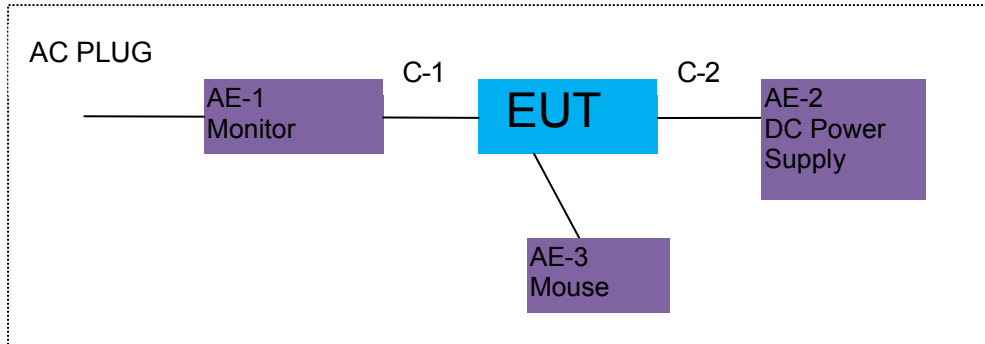 AC PLUG
AE-1
Monitor
C-1
EUT
C-2
AE-2
DC Power
Supply
AE-3
Mouse